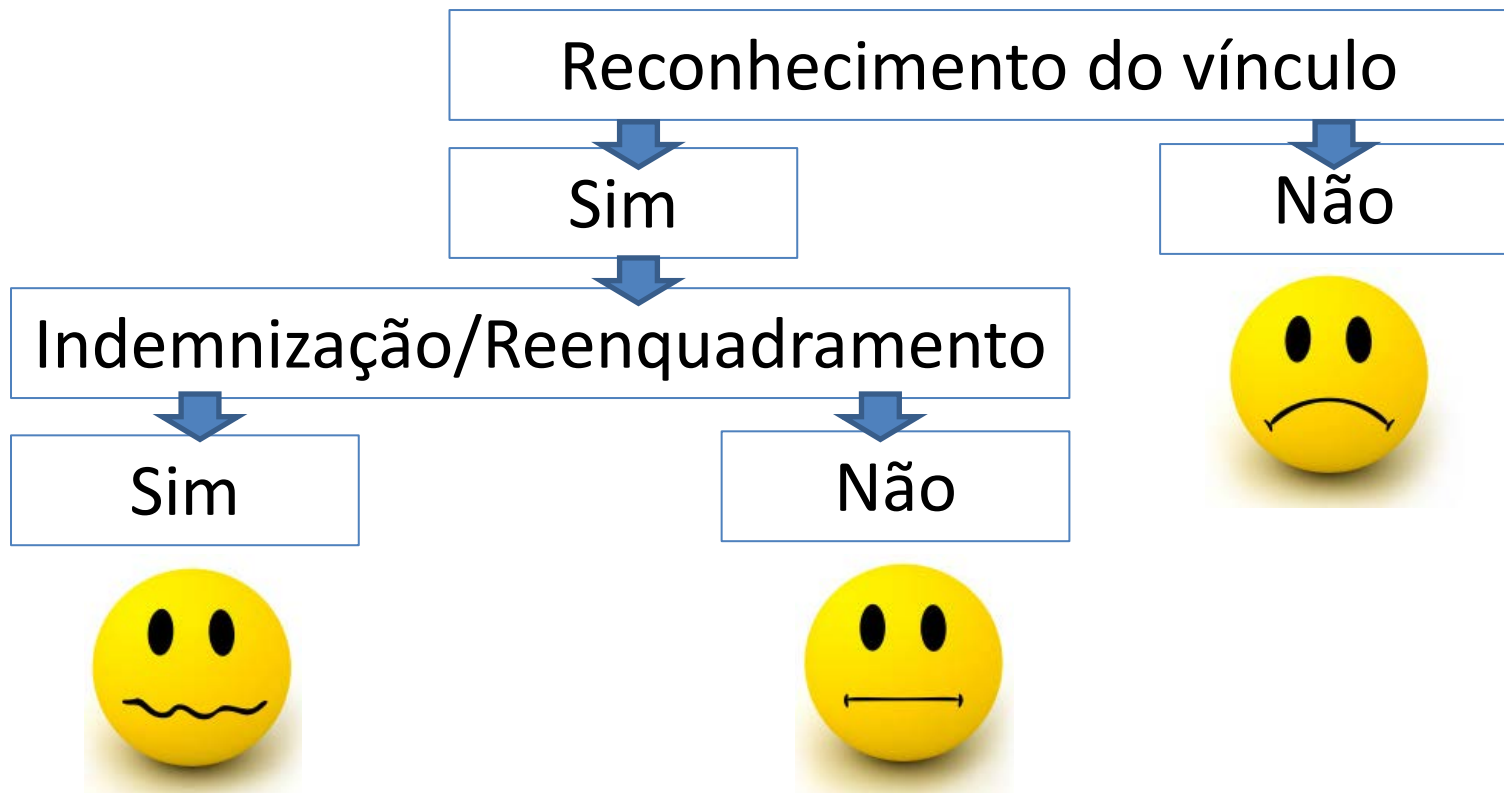 Reconhecimento do vínculo
Sim
Não
Indemnização/Reenquadramento
Sim
Não